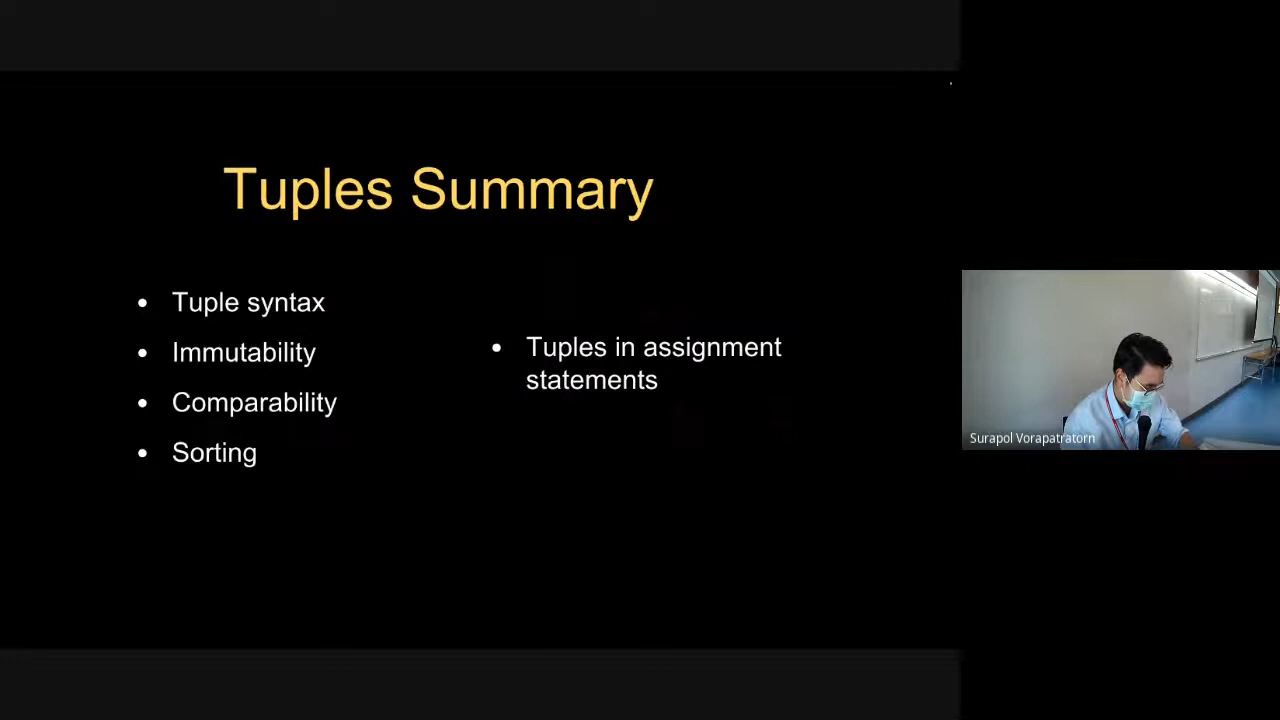 Tuples Summary
• Tuple syntax
• Immutability
• Comparability
• Sorting
• Tuples in assignment
statements
Surapol Vorapatratorn